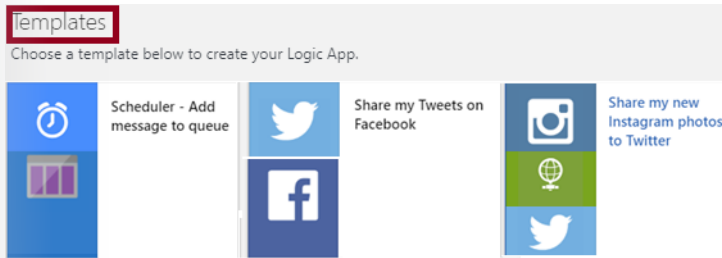 Templates
Choose a template below to create your Logic App.
Scheduler - Add
message to queue
Share my Tweets on
Facebook
Share my new
Instagram photos
to Twitter